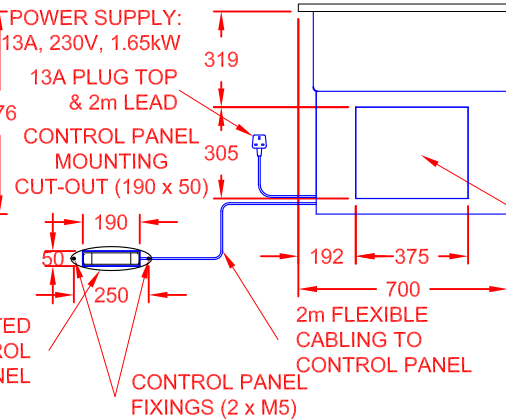 POWER SUPPLY:
13A, 230V, 1.65kW
319
13A PLUG TOP
& 2m LEAD
76
CONTROL PANEL
MOUNTING
CUT-OUT (190 x 50)
305
190
50
250
192
375
700
2m FLEXIBLE
CABLING TO
CONTROL PANEL
TED
ROL
NEL
CONTROL PANEL
FIXINGS (2 x M5)